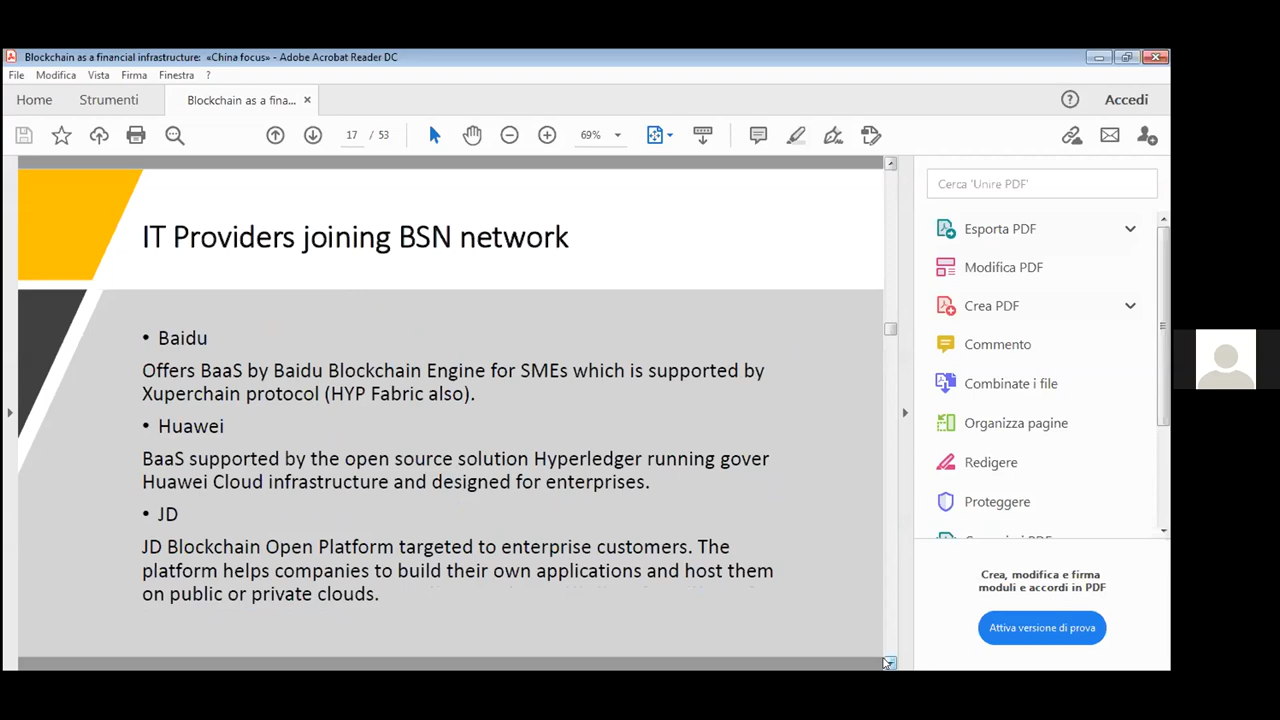 Blockchain as a financial infrastructure: «China focus» - Adobe Acrobat Reader DC
File Modifica Vista Firma Finestra ?
Home Strumenti Blockchain as a fina... × Accedi
17 / 53 69%
IT Providers joining BSN network
• Baidu
Offers BaaS by Baidu Blockchain Engine for SMEs which is supported by
Xuperchain protocol (HYP Fabric also).
• Huawei
BaaS supported by the open source solution Hyperledger running gover
Huawei Cloud infrastructure and designed for enterprises.
• JD
JD Blockchain Open Platform targeted to enterprise customers. The
platform helps companies to build their own applications and host them
on public or private clouds.
Cerca 'Unire PDF'
Esporta PDF
Modifica PDF
Crea PDF
Commento
Combinate i file
Organizza pagine
Redigere
Proteggere
Crea, modifica e firma
moduli e accordi in PDF
Attiva versione di prova